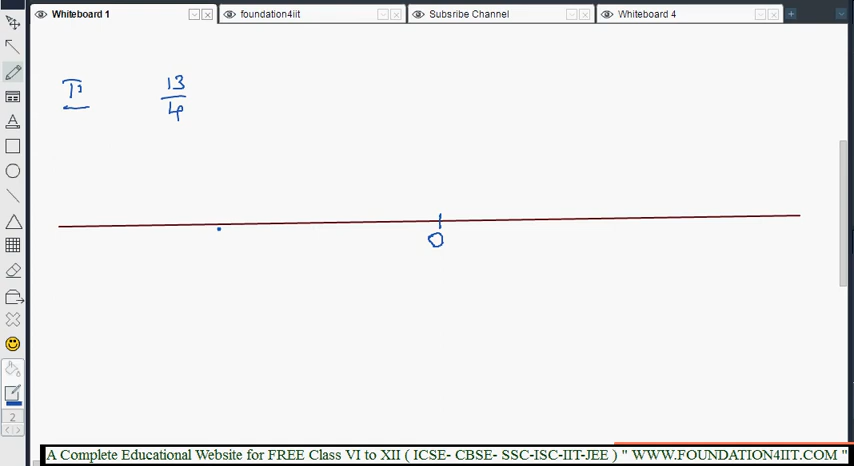 Whiteboard 1 foundation4iit Subsribe Channel Whiteboard 4
13
4
0
2
A Complete Educational Website for FREE Class VI to XII ( ICSE- CBSE- SSC-ISC-IIT-JEE ) " WWW.FOUNDATION4IIT.COM "